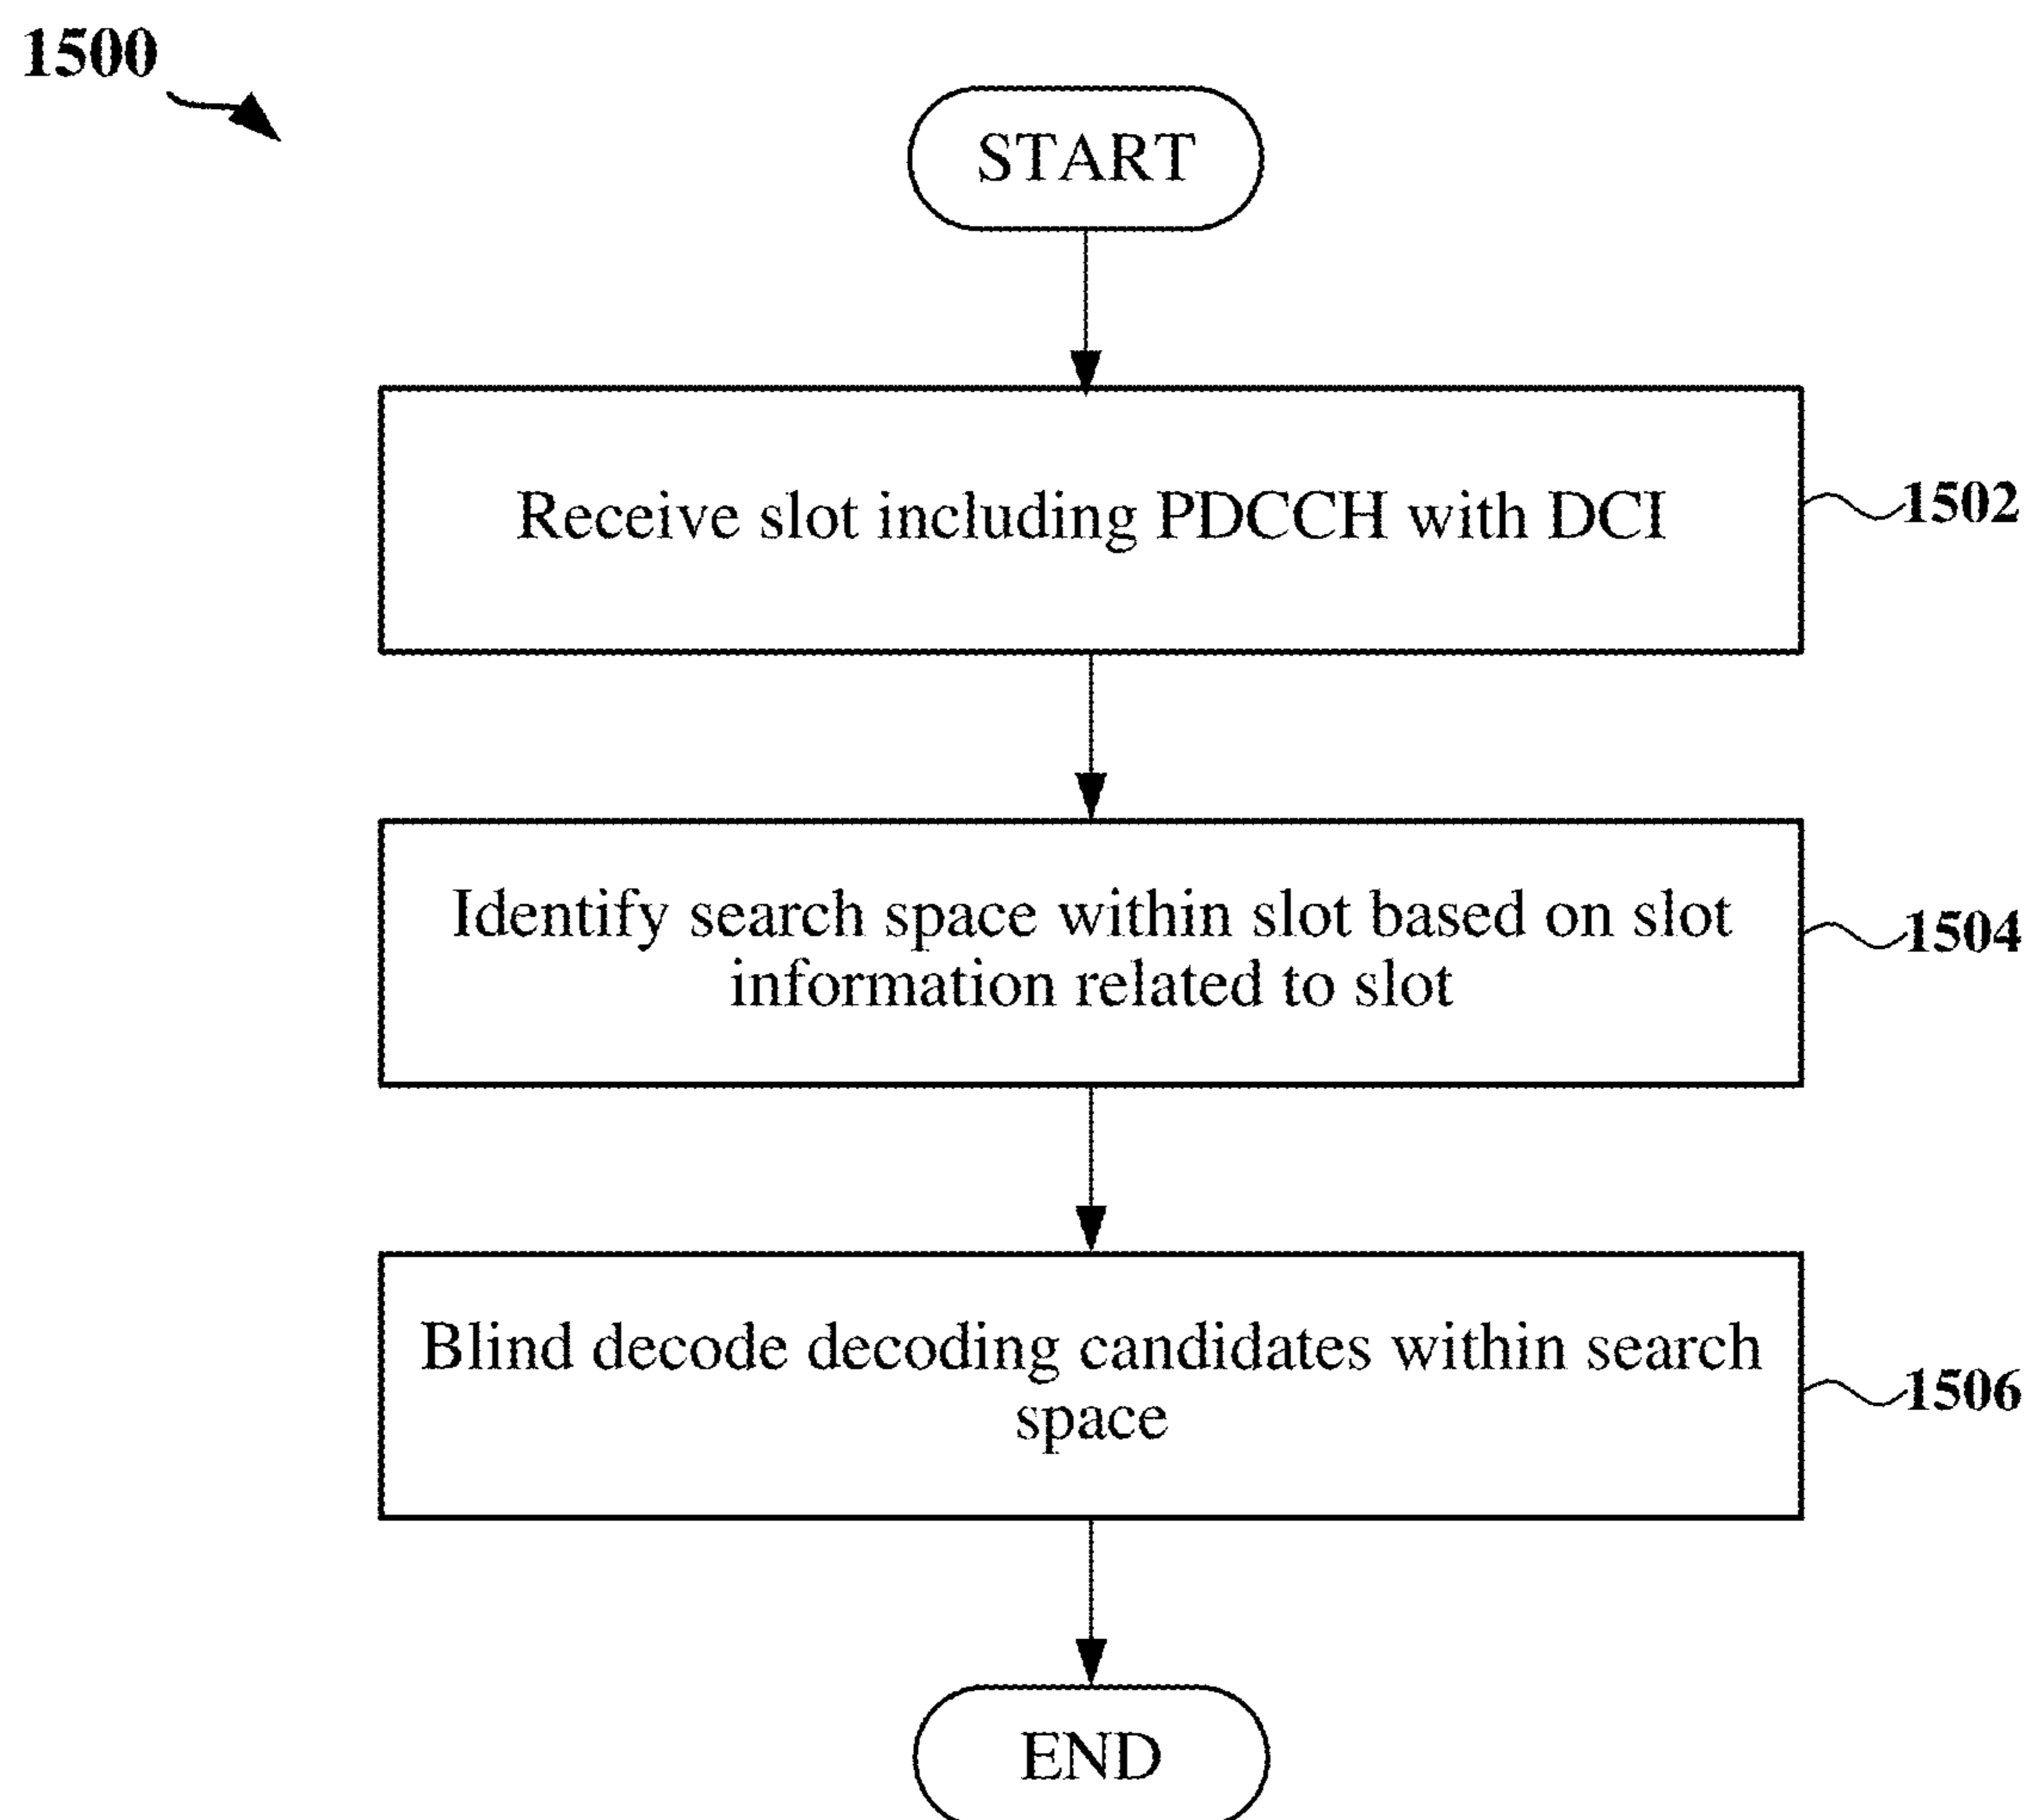 1500
START
Receive slot including PDCCH with DCI
1502
Identify search space within slot based on slot
information related to slot
1504
Blind decode decoding candidates within search
space
1506
END